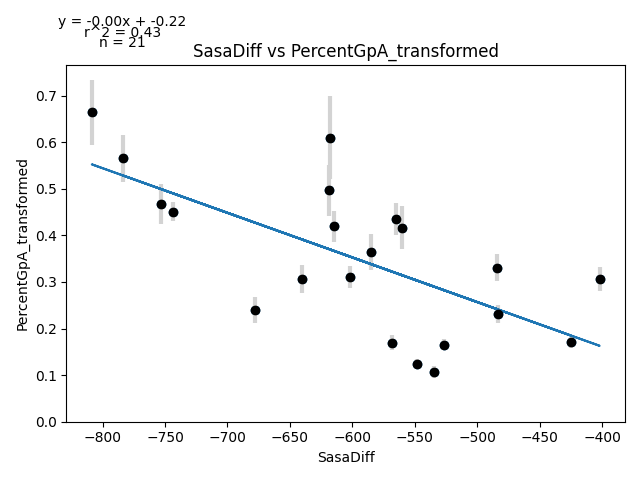 y = -0.00x + -0.22
r^2 = 0.43
n = 21
SasaDiff vs PercentGpA_transformed
PercentGpA_transformed
0.7
0.6
0.5
0.4
0.3
0.2
0.1
0.0
−800
−750
−700
−650
−600
−550
−500
−450
−400
SasaDiff